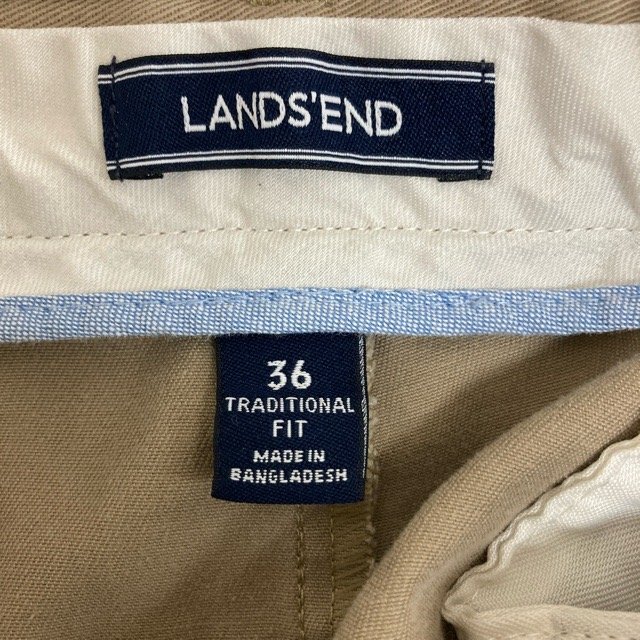 LANDS'END
36
TRADITIONAL
FIT
MADE IN
BANGLADESH